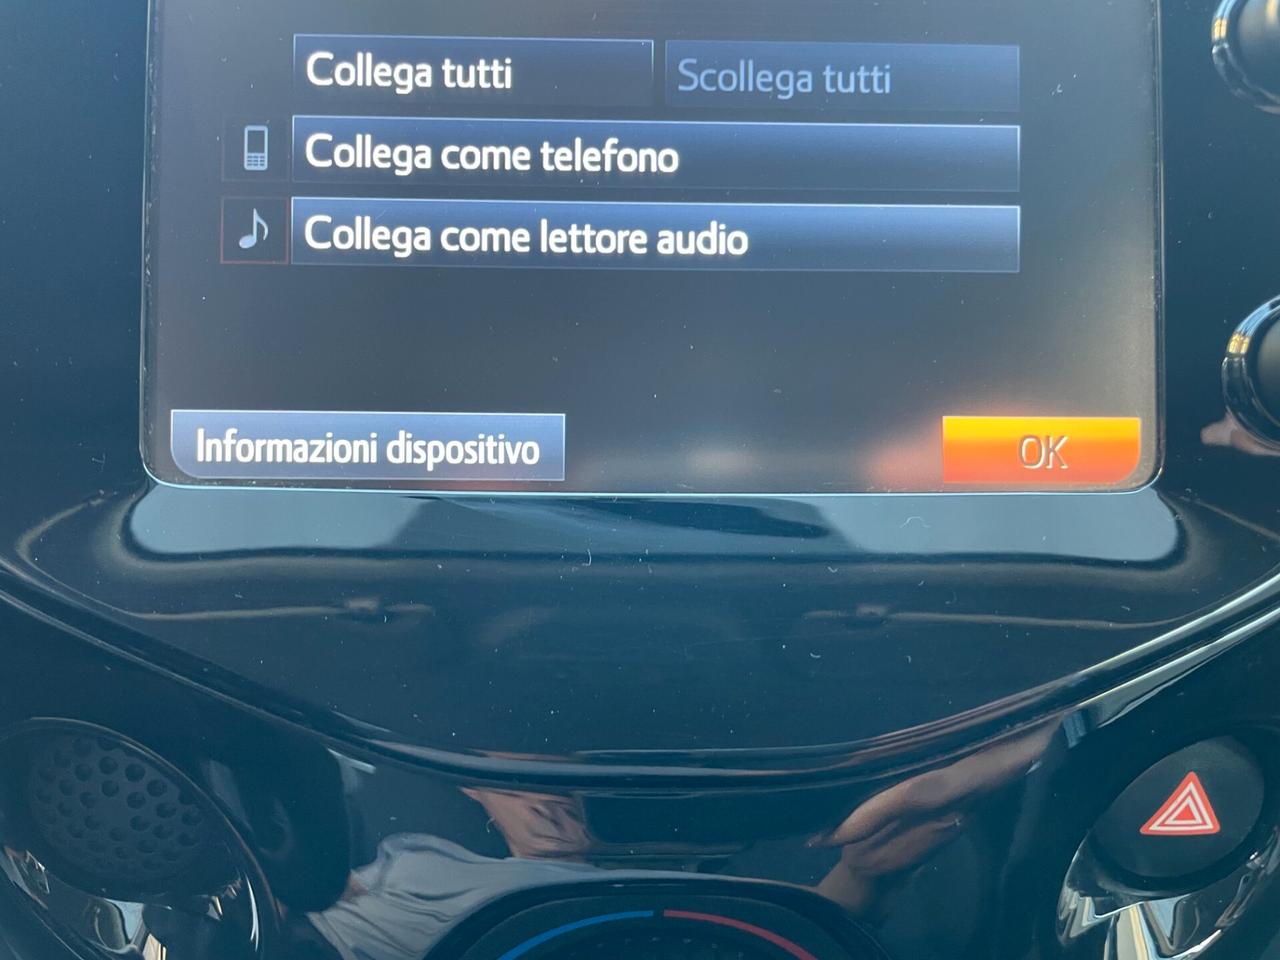 Collega tutti
Scollega tutti
Collega come telefono
Collega come lettore audio
Informazioni dispositivo
OK